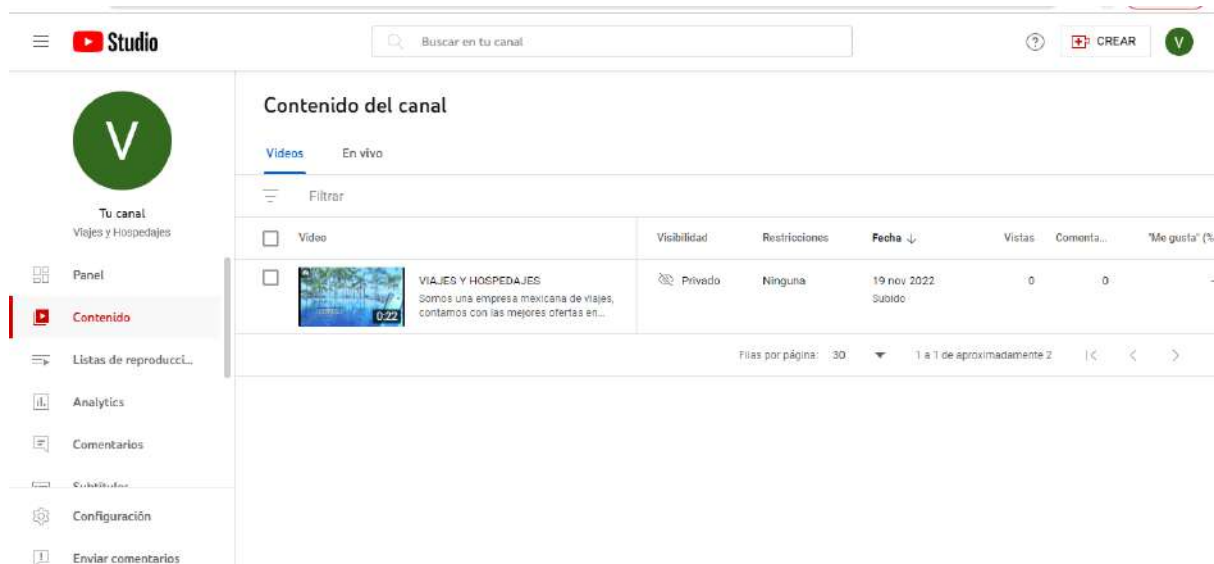 Studio
Buscar en tu canal
CREAR
V
V
Tu canal
Viajes y Hospedajes
Panel
Contenido
Listas de reproducci...
Analytics
Comentarios
Subtítulos
Configuración
Enviar comentarios
Contenido del canal
Videos En vivo
Filtrar
Video Visibilidad Restricciones Fecha ↓ Vistas Comenta... "Me gusta" (%
VIAJES Y HOSPEDAJES
Somos una empresa mexicana de viajes,
contamos con las mejores ofertas en...
0:22
Privado Ninguna 19 nov 2022 0 0
Subido
Filas por página: 30 1 a 1 de aproximadamente 2